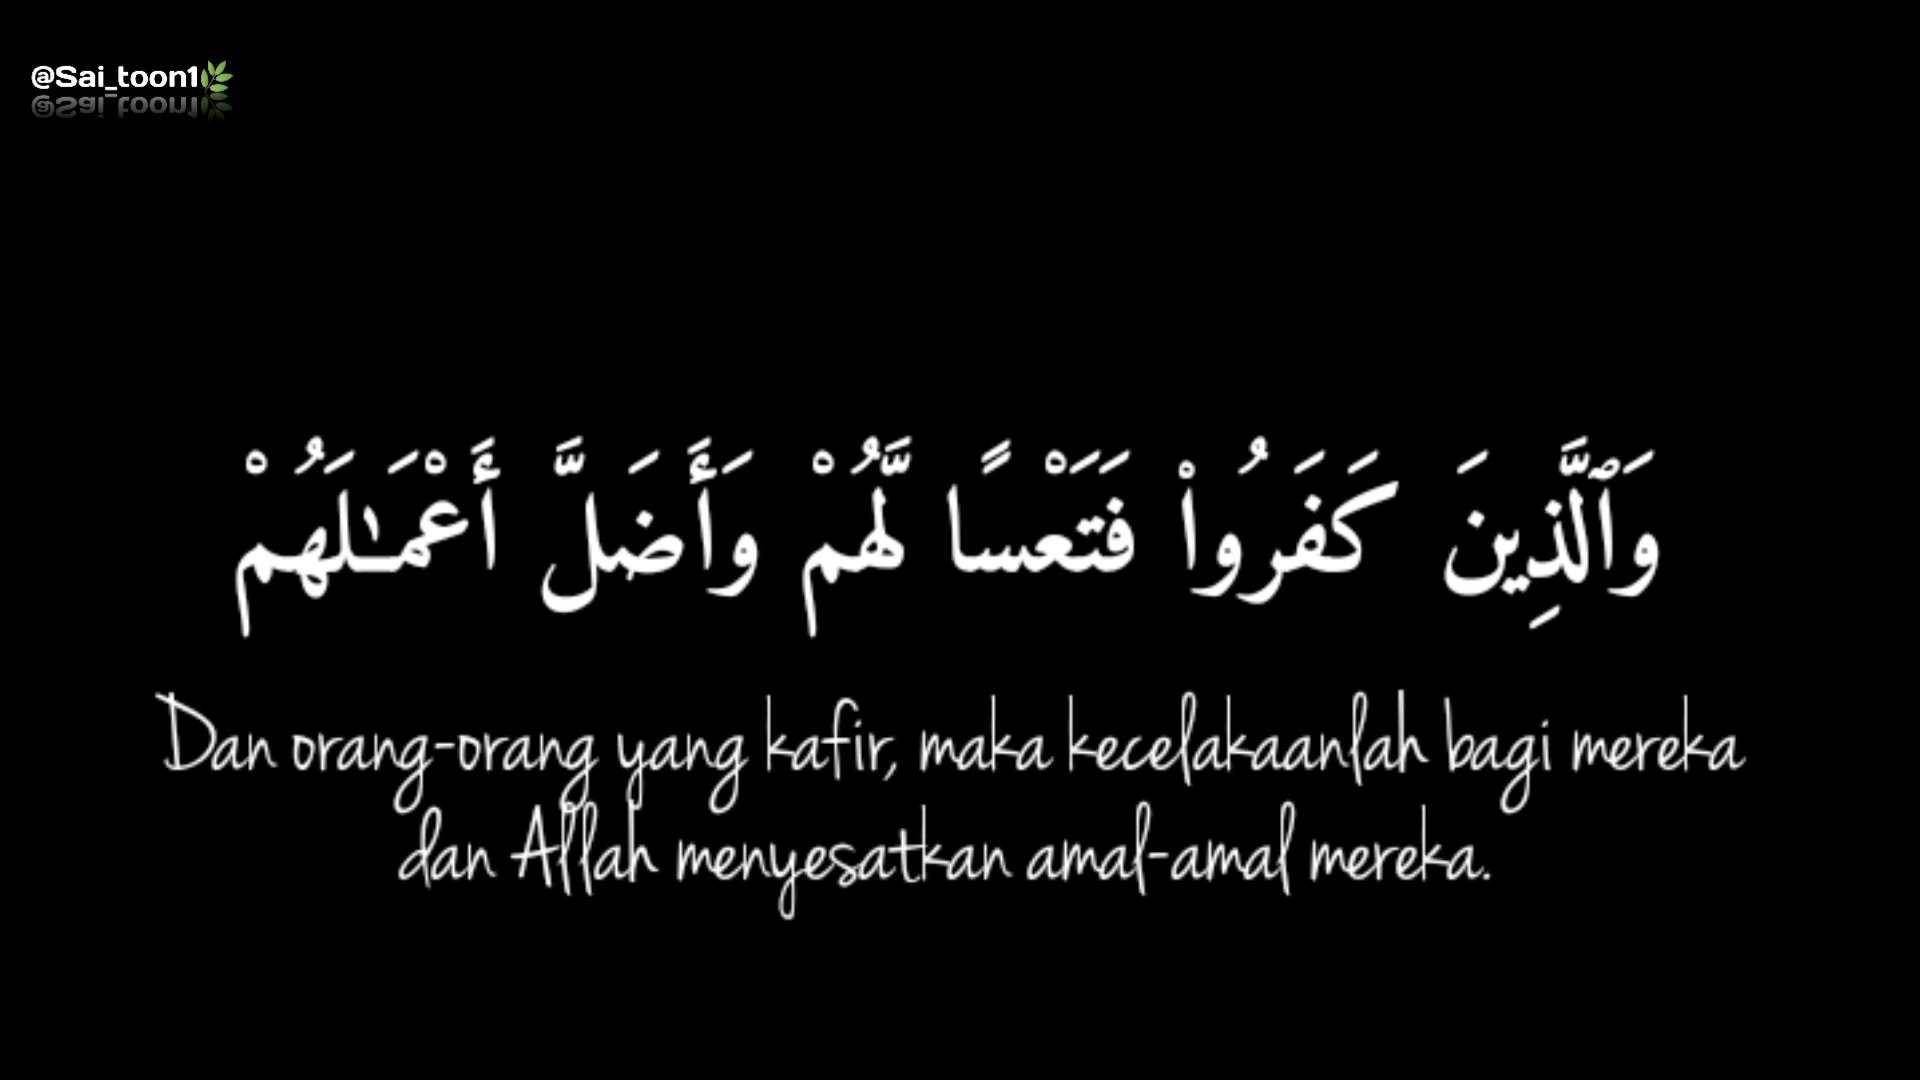 @Sai_toon1
وَٱلَّذِينَ كَفَرُوا۟ فَتَعْسًا لَّهُمْ وَأَضَلَّ أَعْمَـٰلَهُمْ
Dan orang-orang yang kafir, maka kecelakaanlah bagi mereka
dan Allah menyesatkan amal-amal mereka.